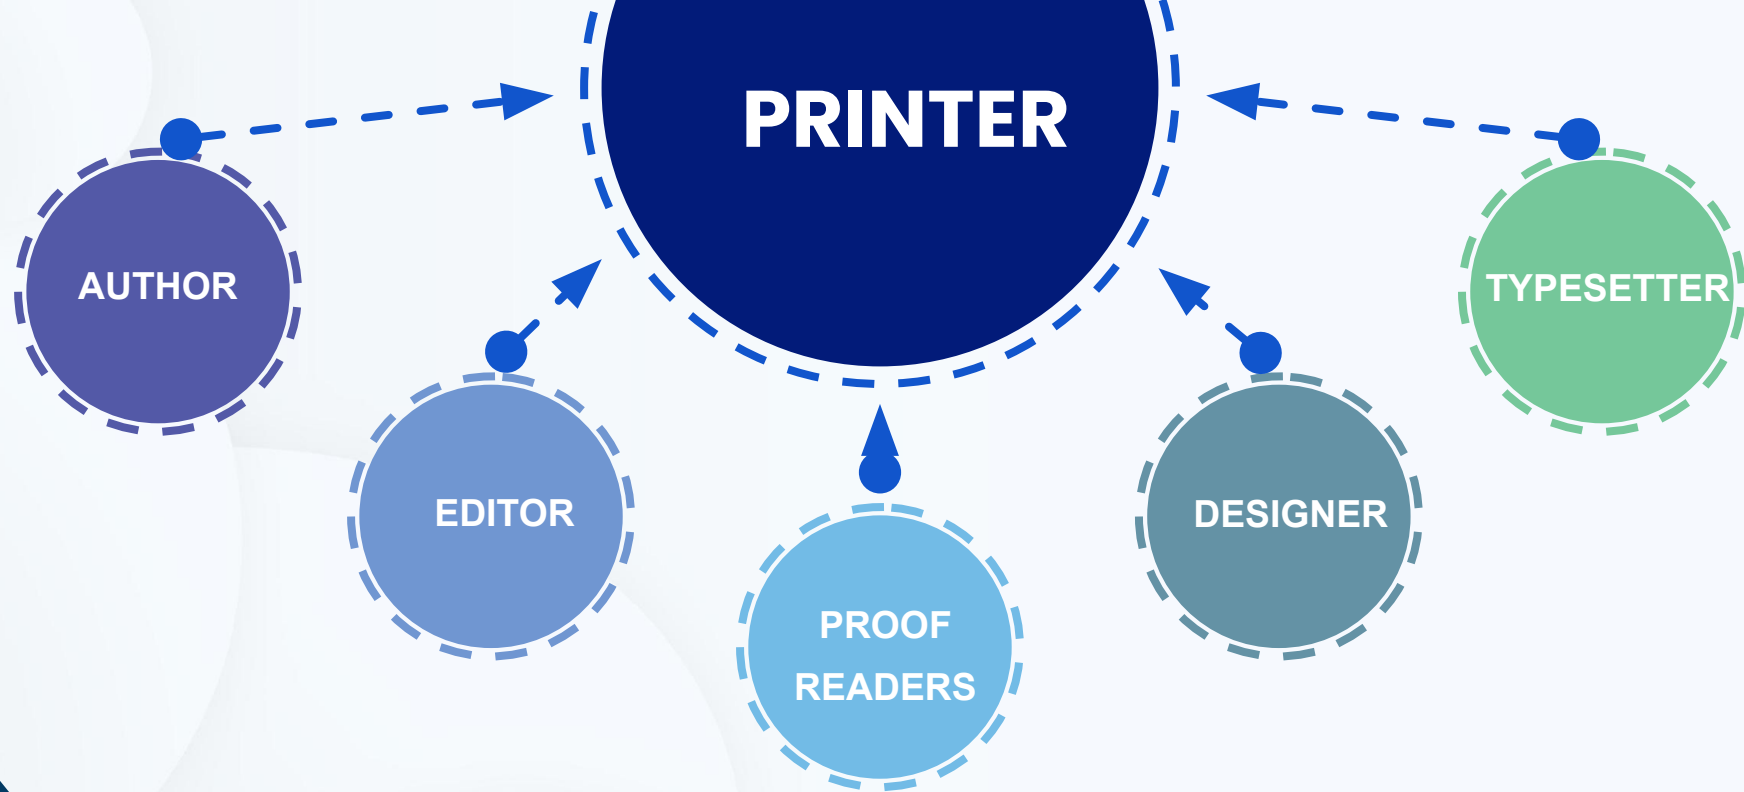 PRINTER
AUTHOR
TYPESETTER
EDITOR
DESIGNER
PROOF
READERS